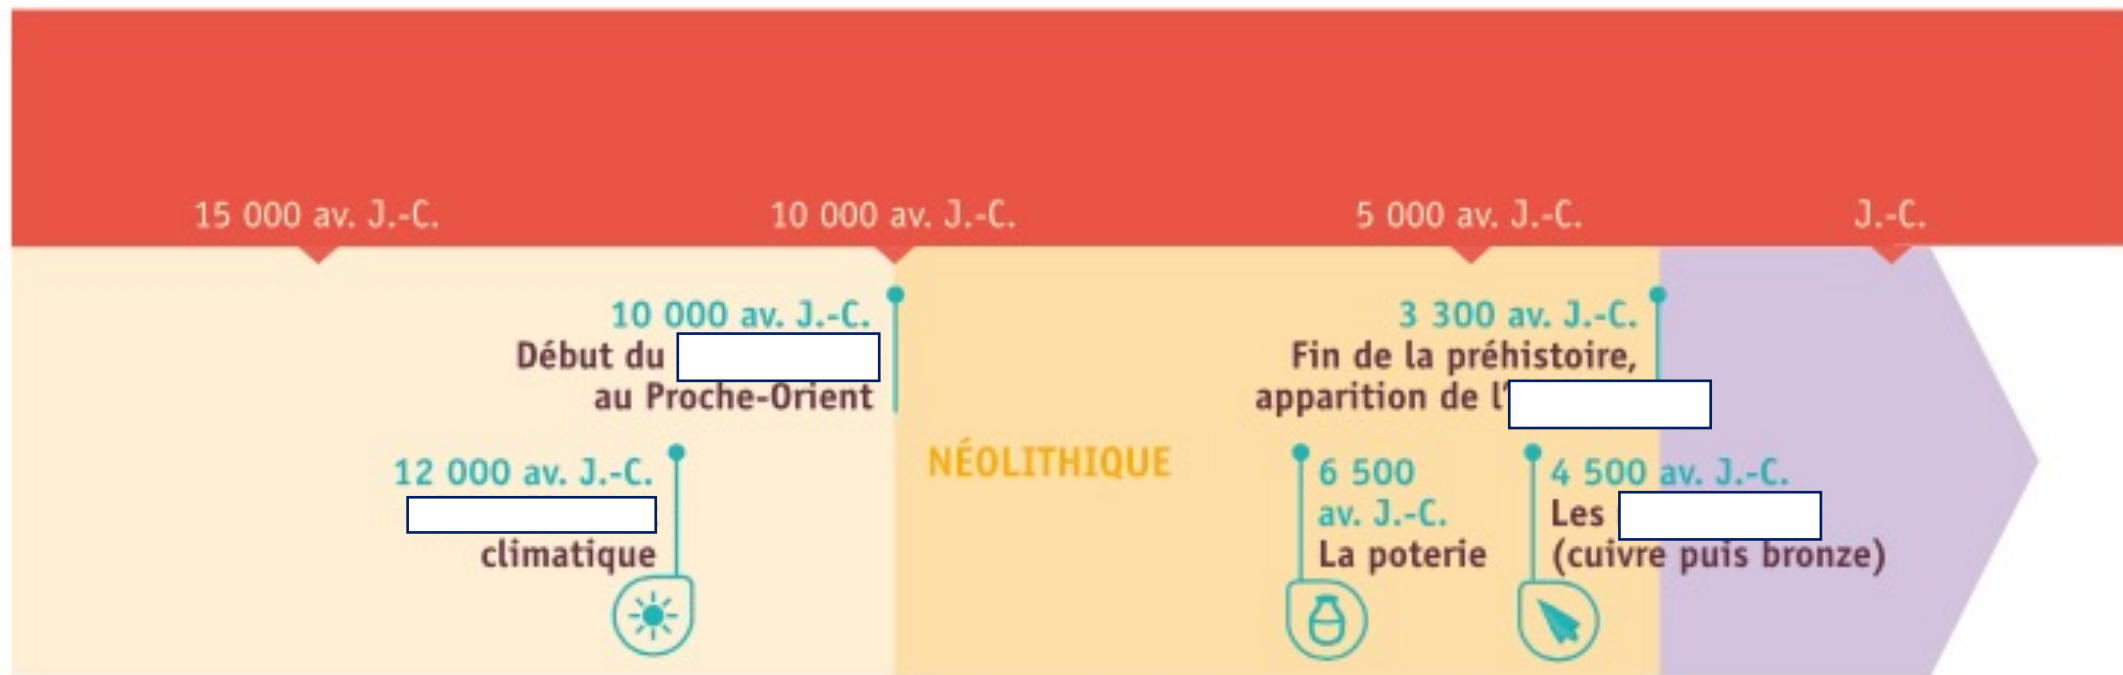 15 000 av. J.-C.
10 000 av. J.-C.
5 000 av. J.-C.
J.-C.
10 000 av. J.-C.
Début du
au Proche-Orient
3 300 av. J.-C.
Fin de la préhistoire,
apparition de l'
12 000 av. J.-C.
climatique
NÉOLITHIQUE
6 500
av. J.-C.
La poterie
4 500 av. J.-C.
Les
(cuivre puis bronze)